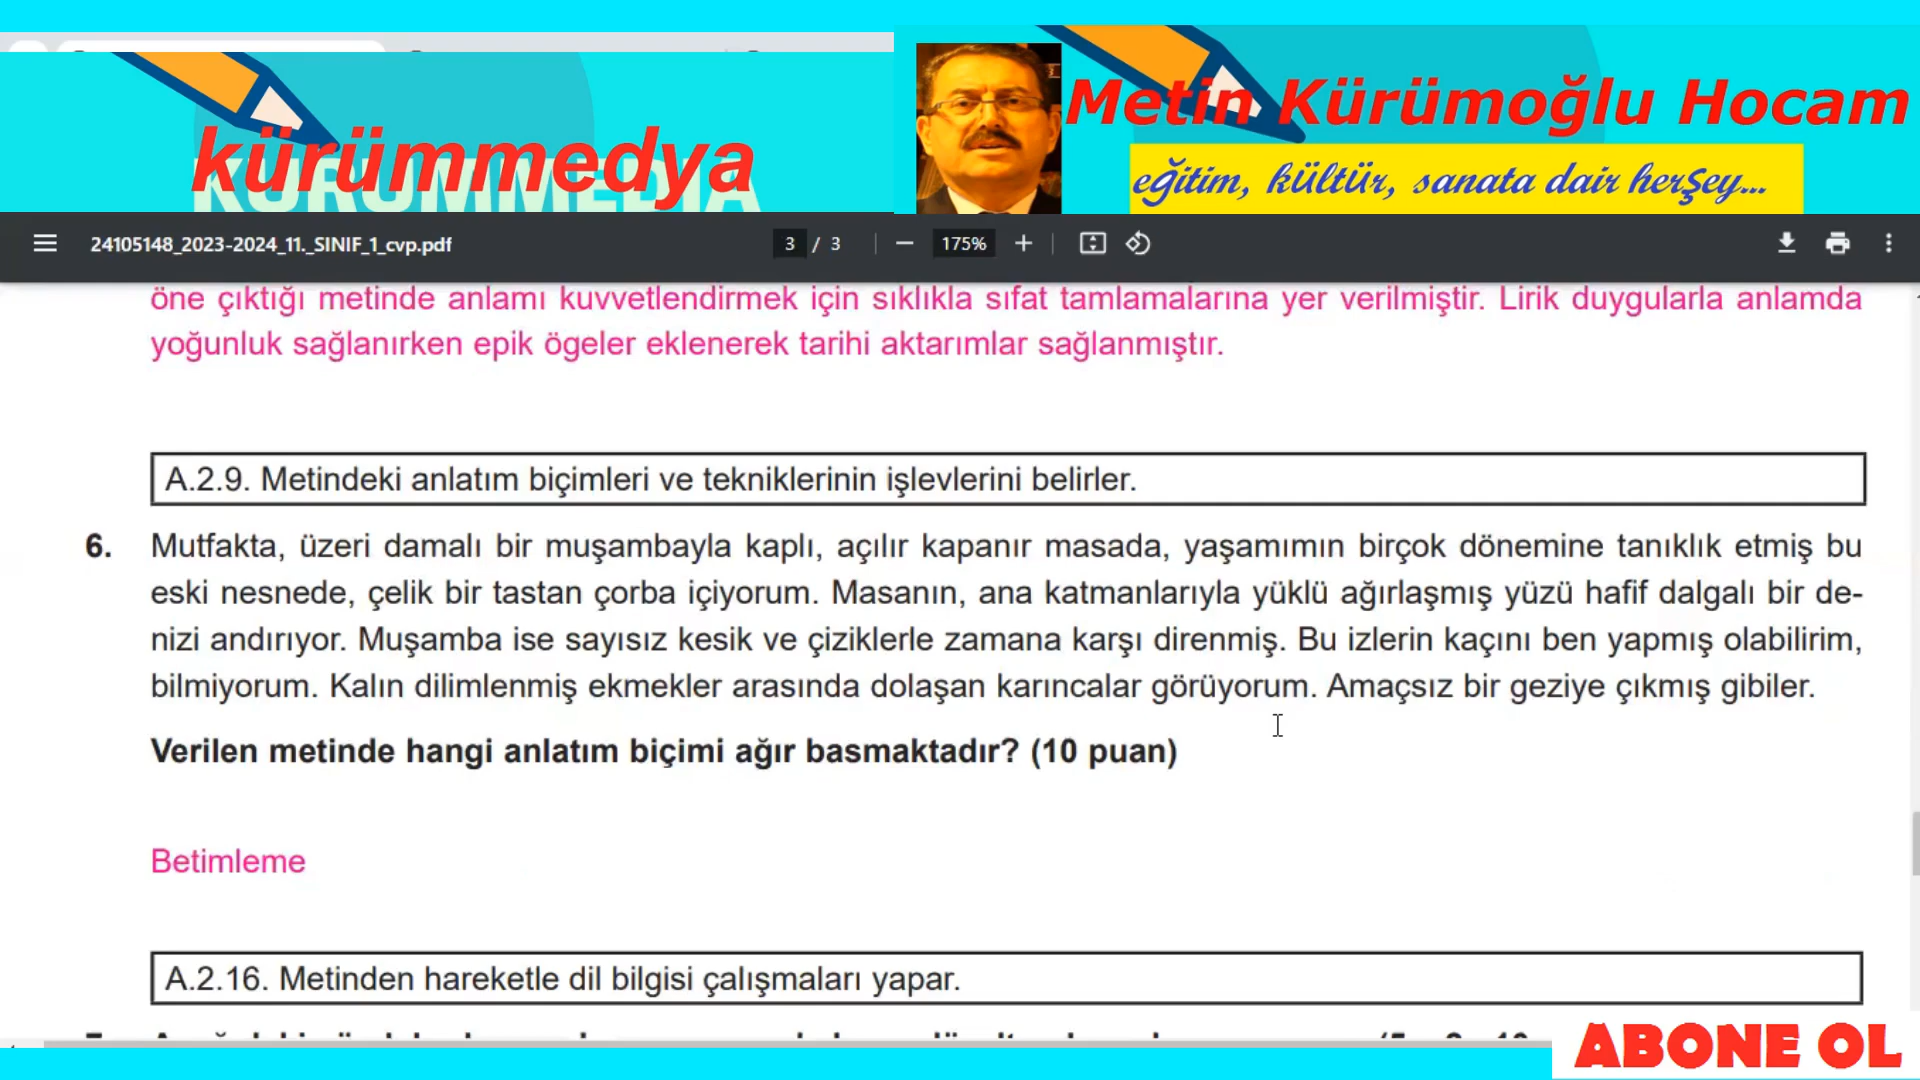 kürümmedya
KÜRÜMMEDIA
Metin Kürümoğlu Hocam
eğitim, kültür, sanata dair herşey...
24105148_2023-2024_11._SINIF_1_cvp.pdf
3 / 3
175%
öne çıktığı metinde anlamı kuvvetlendirmek için sıklıkla sıfat tamlamalarına yer verilmiştir. Lirik duygularla anlamda
yoğunluk sağlanırken epik ögeler eklenerek tarihi aktarımlar sağlanmıştır.
A.2.9. Metindeki anlatım biçimleri ve tekniklerinin işlevlerini belirler.
6. Mutfakta, üzeri damalı bir muşambayla kaplı, açılır kapanır masada, yaşamımın birçok dönemine tanıklık etmiş bu
eski nesnede, çelik bir tastan çorba içiyorum. Masanın, ana katmanlarıyla yüklü ağırlaşmış yüzü hafif dalgalı bir de-
nizi andırıyor. Muşamba ise sayısız kesik ve çiziklerle zamana karşı direnmiş. Bu izlerin kaçını ben yapmış olabilirim,
bilmiyorum. Kalın dilimlenmiş ekmekler arasında dolaşan karıncalar görüyorum. Amaçsız bir geziye çıkmış gibiler.
Verilen metinde hangi anlatım biçimi ağır basmaktadır? (10 puan)
Betimleme
A.2.16. Metinden hareketle dil bilgisi çalışmaları yapar.
ABONE OL